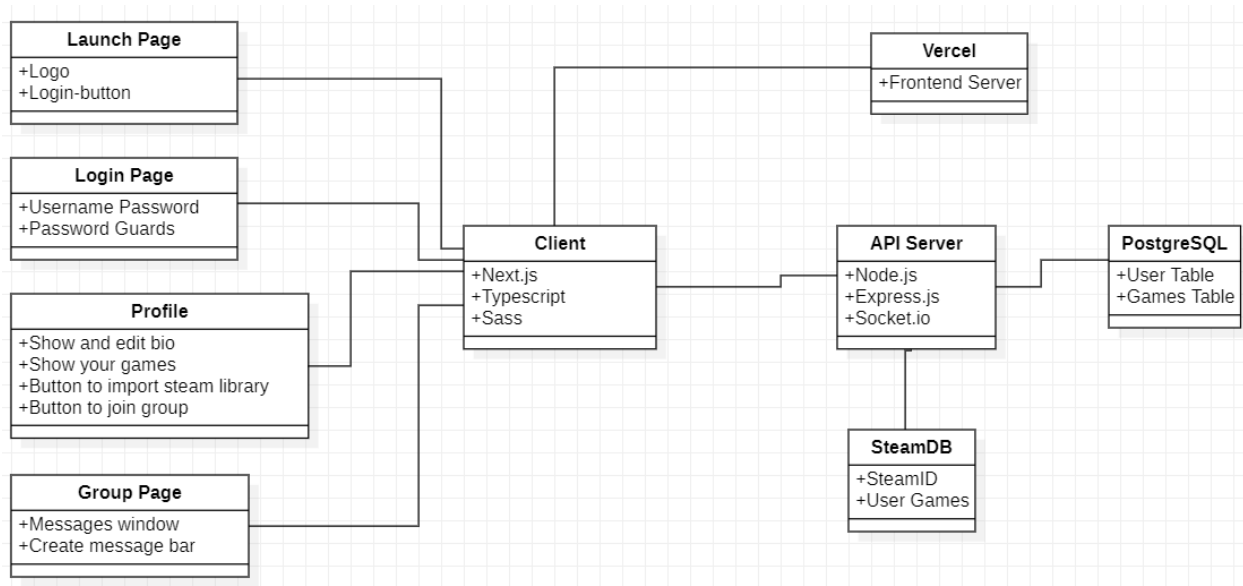 Launch Page
+Logo
+Login-button
Login Page
+Username Password
+Password Guards
Profile
+Show and edit bio
+Show your games
+Button to import steam library
+Button to join group
Group Page
+Messages window
+Create message bar
Client
+Next.js
+Typescript
+Sass
Vercel
+Frontend Server
API Server
+Node.js
+Express.js
+Socket.io
SteamDB
+SteamID
+User Games
PostgreSQL
+User Table
+Games Table